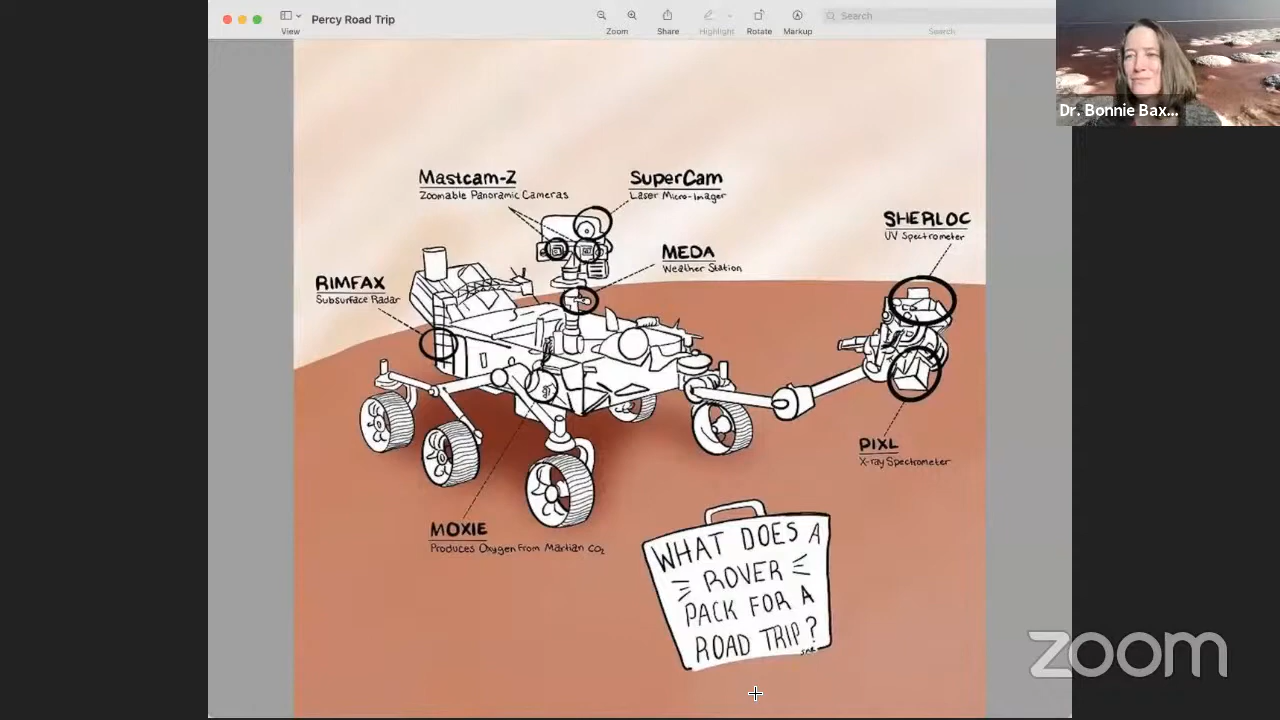 Percy Road Trip
View
Zoom
Share
Highlight
Rotate
Markup
Search
Search
Dr. Bonnie Bax...
Mastcam-Z
Zoomable Panoramic Cameras
SuperCam
Laser Micro-Imager
SHERLOC
UV Spectrometer
MEDA
Weather Station
RIMFAX
Subsurface Radar
PIXL
X-ray Spectrometer
MOXIE
Produces Oxygen From Martian CO₂
WHAT DOES A
ROVER
PACK FOR A
ROAD TRIP?
zoom